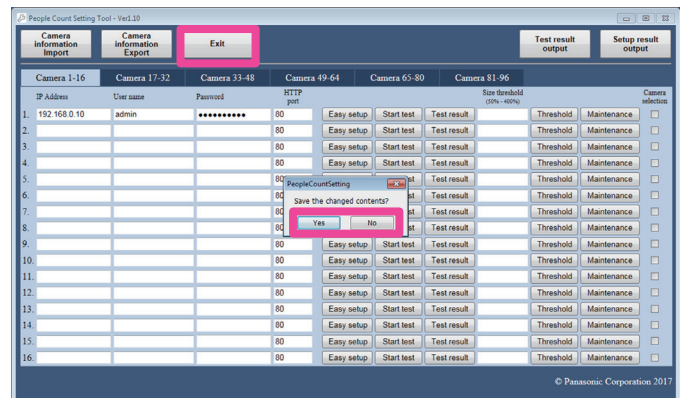 People Count Setting Tool - Ver1.10
Camera information Import
Camera information Export
Exit
Test result output
Setup result output
Camera 1-16 Camera 17-32 Camera 33-48 Camera 49-64 Camera 65-80 Camera 81-96
IP Address User name Password HTTP port Size threshold (50% - 400%) Camera selection
1. 192.168.0.10 admin ●●●●●●●●●● 80 Easy setup Start test Test result Threshold Maintenance
2. 80 Easy setup Start test Test result Threshold Maintenance
3. 80 Easy setup Start test Test result Threshold Maintenance
4. 80 Easy setup Start test Test result Threshold Maintenance
5. 80 st Test result Threshold Maintenance
PeopleCountSetting
6. 80 st Test result Threshold Maintenance
Save the changed contents?
7. 80 st Test result Threshold Maintenance
Yes No
8. 80 st Test result Threshold Maintenance
9. 80 Easy setup Start test Test result Threshold Maintenance
10. 80 Easy setup Start test Test result Threshold Maintenance
11. 80 Easy setup Start test Test result Threshold Maintenance
12. 80 Easy setup Start test Test result Threshold Maintenance
13. 80 Easy setup Start test Test result Threshold Maintenance
14. 80 Easy setup Start test Test result Threshold Maintenance
15. 80 Easy setup Start test Test result Threshold Maintenance
16. 80 Easy setup Start test Test result Threshold Maintenance
© Panasonic Corporation 2017